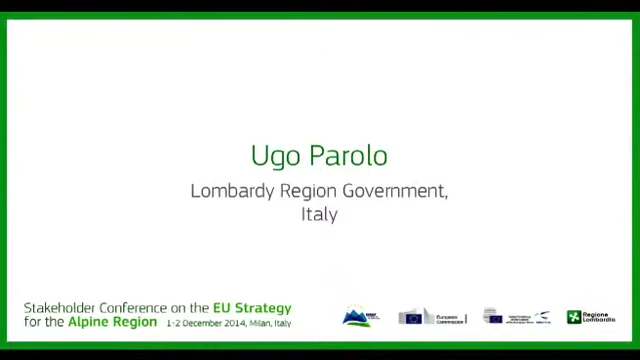 Ugo Parolo
Lombardy Region Government,
Italy
Stakeholder Conference on the EU Strategy
for the Alpine Region 1-2 December 2014, Milan, Italy
European
Commission
Regione
Lombardia